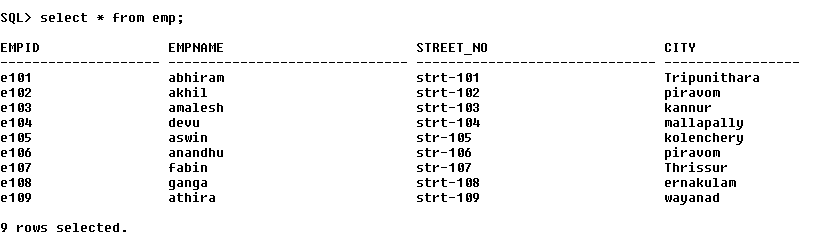 SQL> select * from emp;
EMPID EMPNAME STREET_NO CITY
-------------------- ------------------------------ ------------------------------ -----------------
e101 abhiram strt-101 Tripunithara
e102 akhil strt-102 piravom
e103 amalesh strt-103 kannur
e104 devu strt-104 mallapally
e105 aswin str-105 kolenchery
e106 anandhu str-106 piravom
e107 fabin str-107 Thrissur
e108 ganga strt-108 ernakulam
e109 athira strt-109 wayanad
9 rows selected.